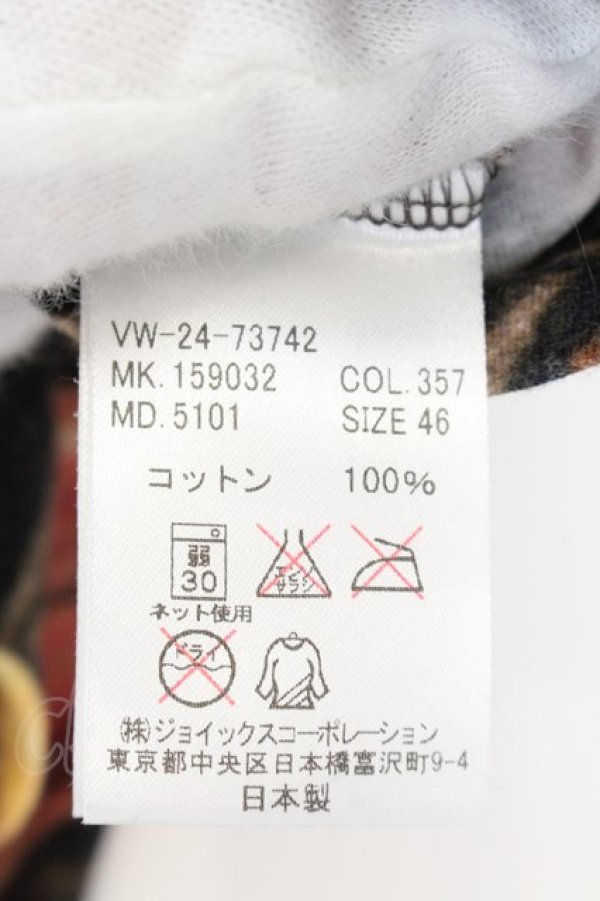 VW-24-73742
MK. 159032 COL. 357
MD. 5101 SIZE 46
コットン 100%
弱
30
エンソ
サラシ
ネット使用
ドライ
(株)ジョイックスコーポレーション
東京都中央区日本橋富沢町9-4
日本製